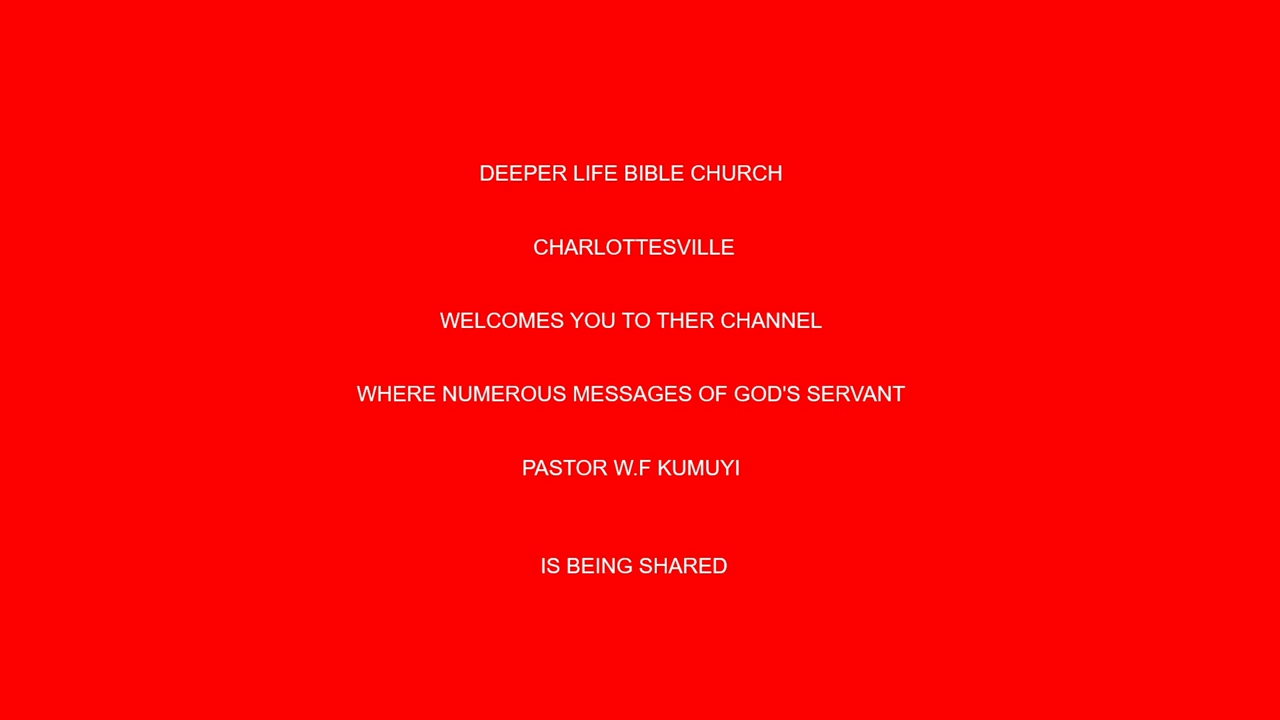 DEEPER LIFE BIBLE CHURCH
CHARLOTTESVILLE
WELCOMES YOU TO THER CHANNEL
WHERE NUMEROUS MESSAGES OF GOD'S SERVANT
PASTOR W.F KUMUYI
IS BEING SHARED